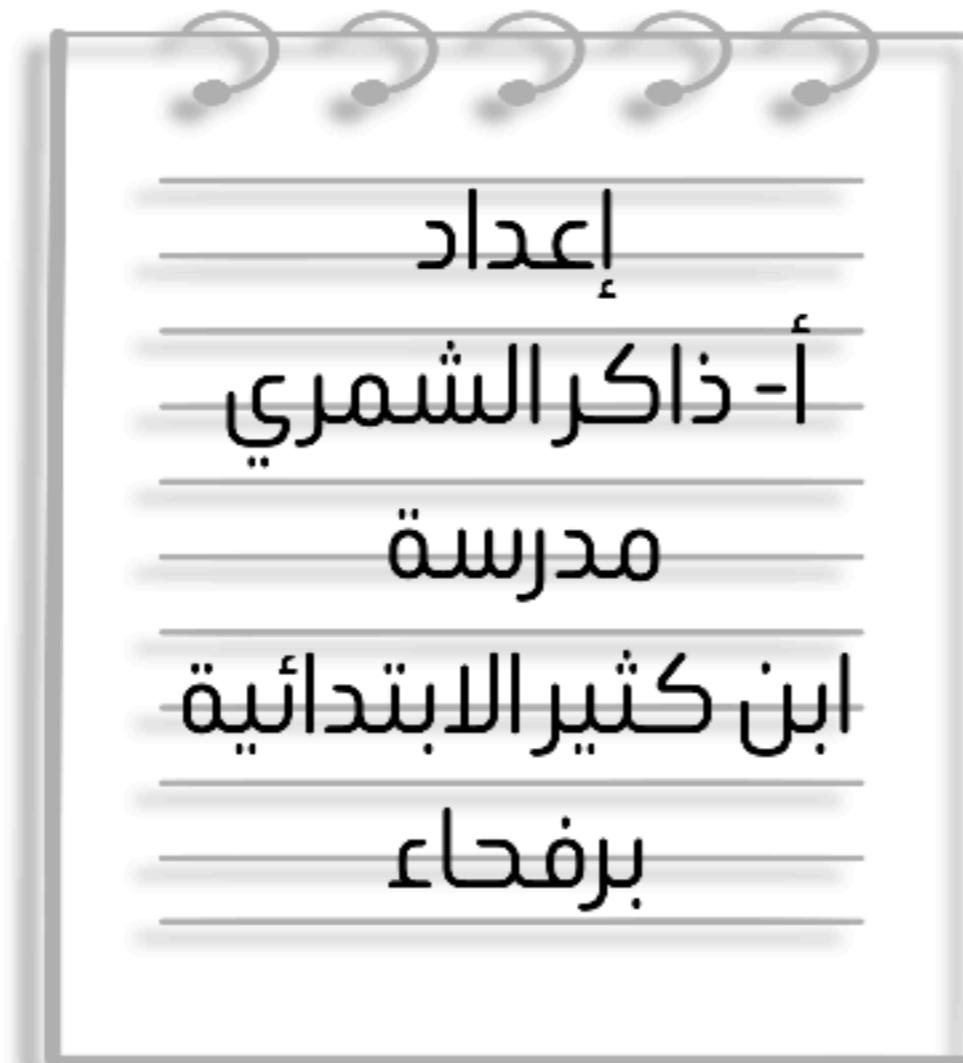 إعداد
أ- ذاكر الشمري
مدرسة
ابن كثير الابتدائية
برفحاء